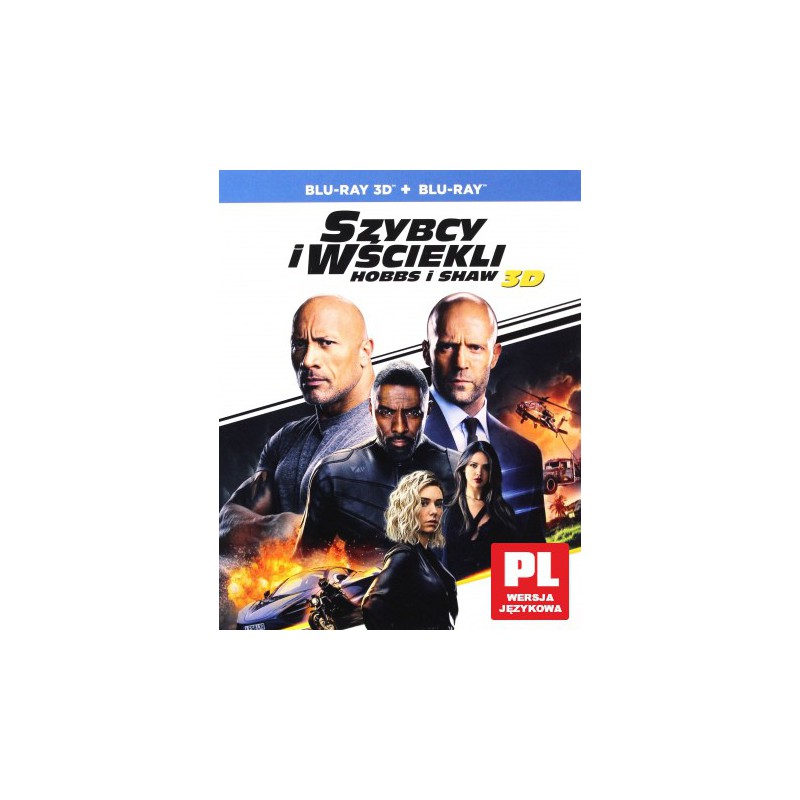 BLU-RAY 3D™ + BLU-RAY™
SZYBCY
i WŚCIEKLI
HOBBS i SHAW 3D
PL
WERSJA
JĘZYKOWA